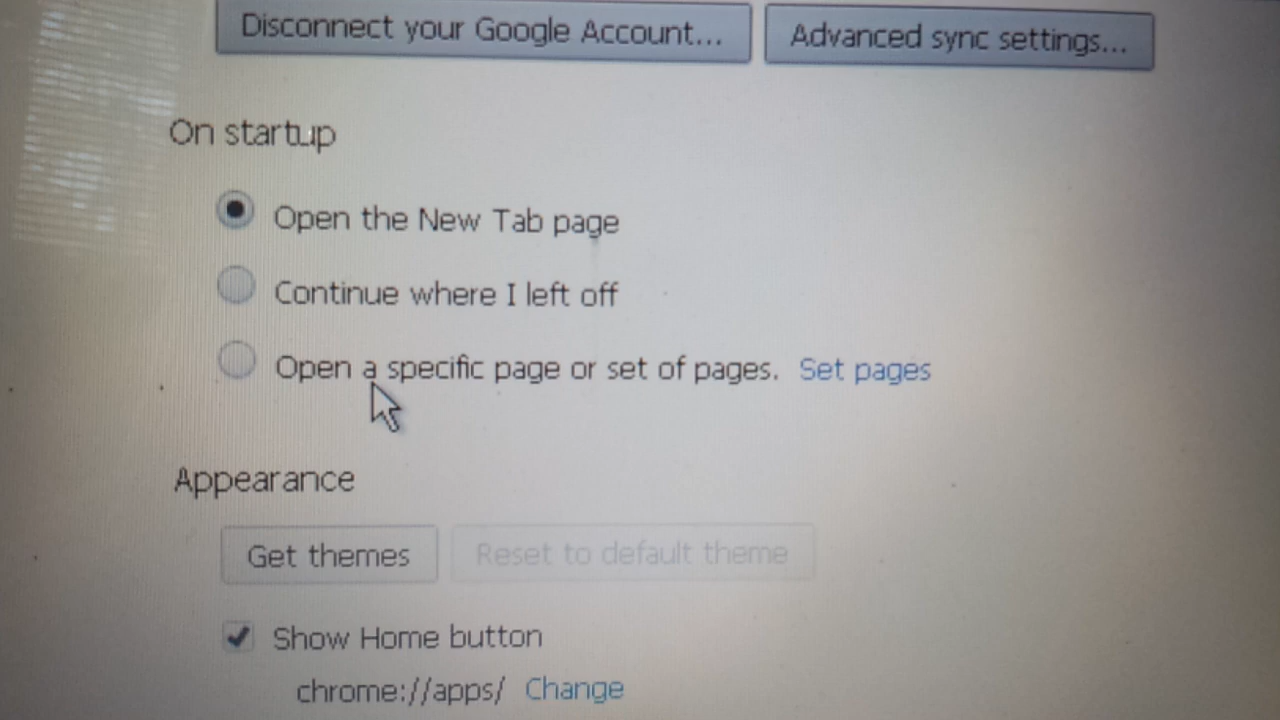 Disconnect your Google Account... Advanced sync settings...
On startup
Open the New Tab page
Continue where I left off
Open a specific page or set of pages. Set pages
Appearance
Get themes Reset to default theme
Show Home button
chrome://apps/ Change